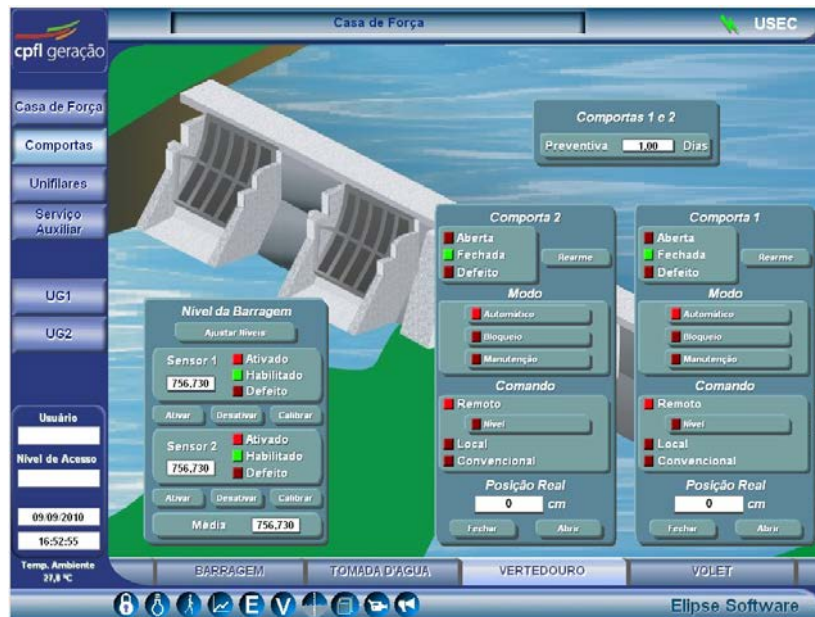 cpfl geração
Casa de Força
USEC
Casa de Força
Comportas
Unifilares
Serviço
Auxiliar
UG1
UG2
Usuário
Nível de Acesso
09/09/2010
16:52:55
Temp. Ambiente
27,8 ºC
Comportas 1 e 2
Preventiva 1,00 Dias
Nível da Barragem
Ajustar Níveis
Sensor 1
756,730
Ativado
Habilitado
Defeito
Ativar Desativar Calibrar
Sensor 2
756,730
Ativado
Habilitado
Defeito
Ativar Desativar Calibrar
Média 756,730
Comporta 2
Aberta
Fechada
Defeito
Rearme
Modo
Automático
Bloqueio
Manutenção
Comando
Remoto
Nível
Local
Convencional
Posição Real
0 cm
Fechar Abrir
Comporta 1
Aberta
Fechada
Defeito
Rearme
Modo
Automático
Bloqueio
Manutenção
Comando
Remoto
Nível
Local
Convencional
Posição Real
0 cm
Fechar Abrir
BARRAGEM TOMADA D'AGUA VERTEDOURO VOLET
E V
Elipse Software